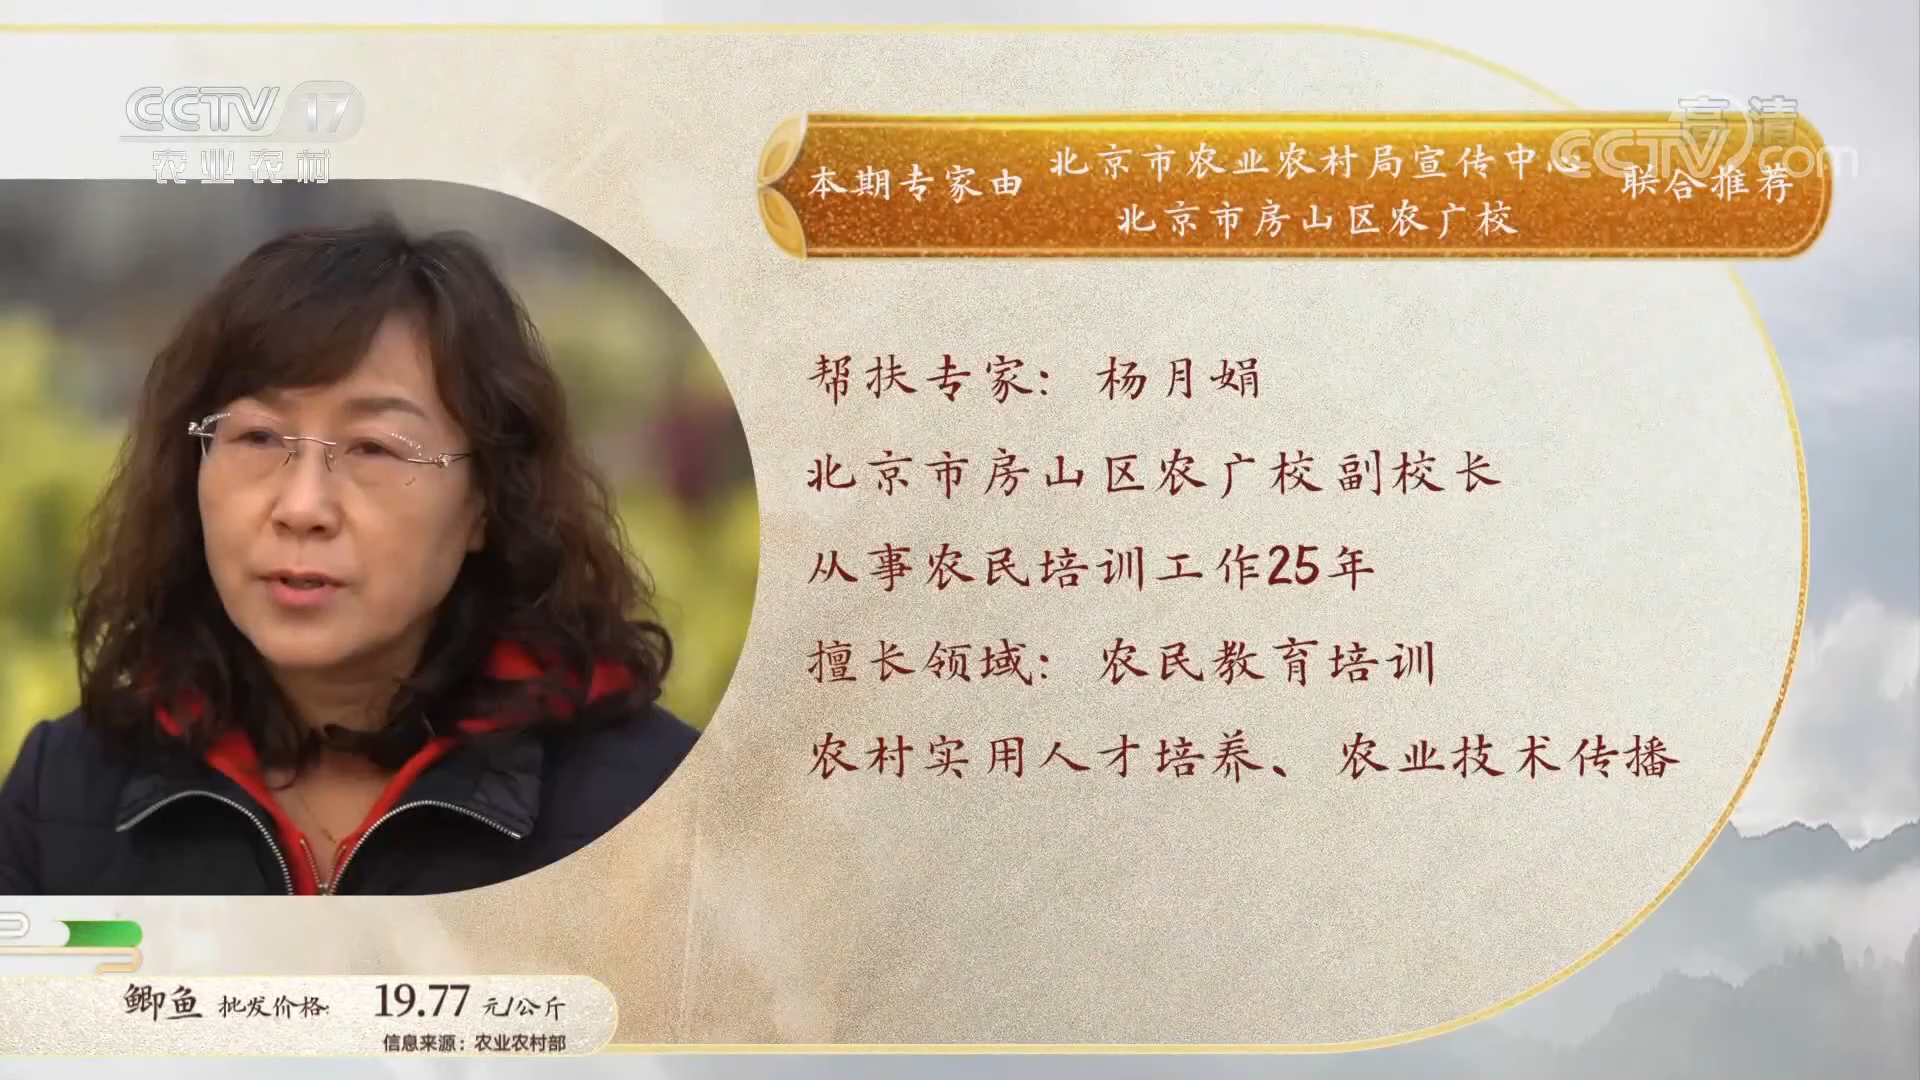 CCTV 17
农业农村
高清
CCTV.com
本期专家由 北京市农业农村局宣传中心 联合推荐
北京市房山区农广校
帮扶专家：杨月娟
北京市房山区农广校副校长
从事农民培训工作25年
擅长领域：农民教育培训
农村实用人才培养、农业技术传播
鲫鱼 批发价格: 19.77 元/公斤
信息来源：农业农村部